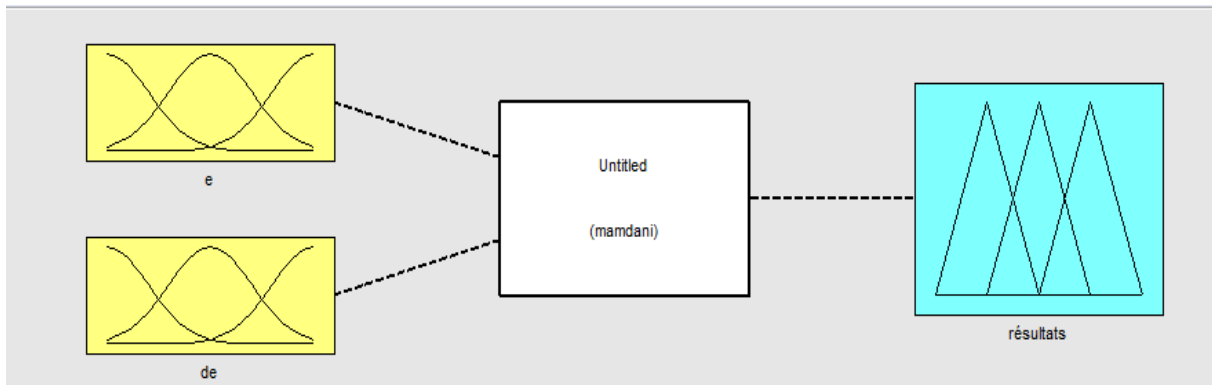 e
de
Untitled
(mamdani)
résultats